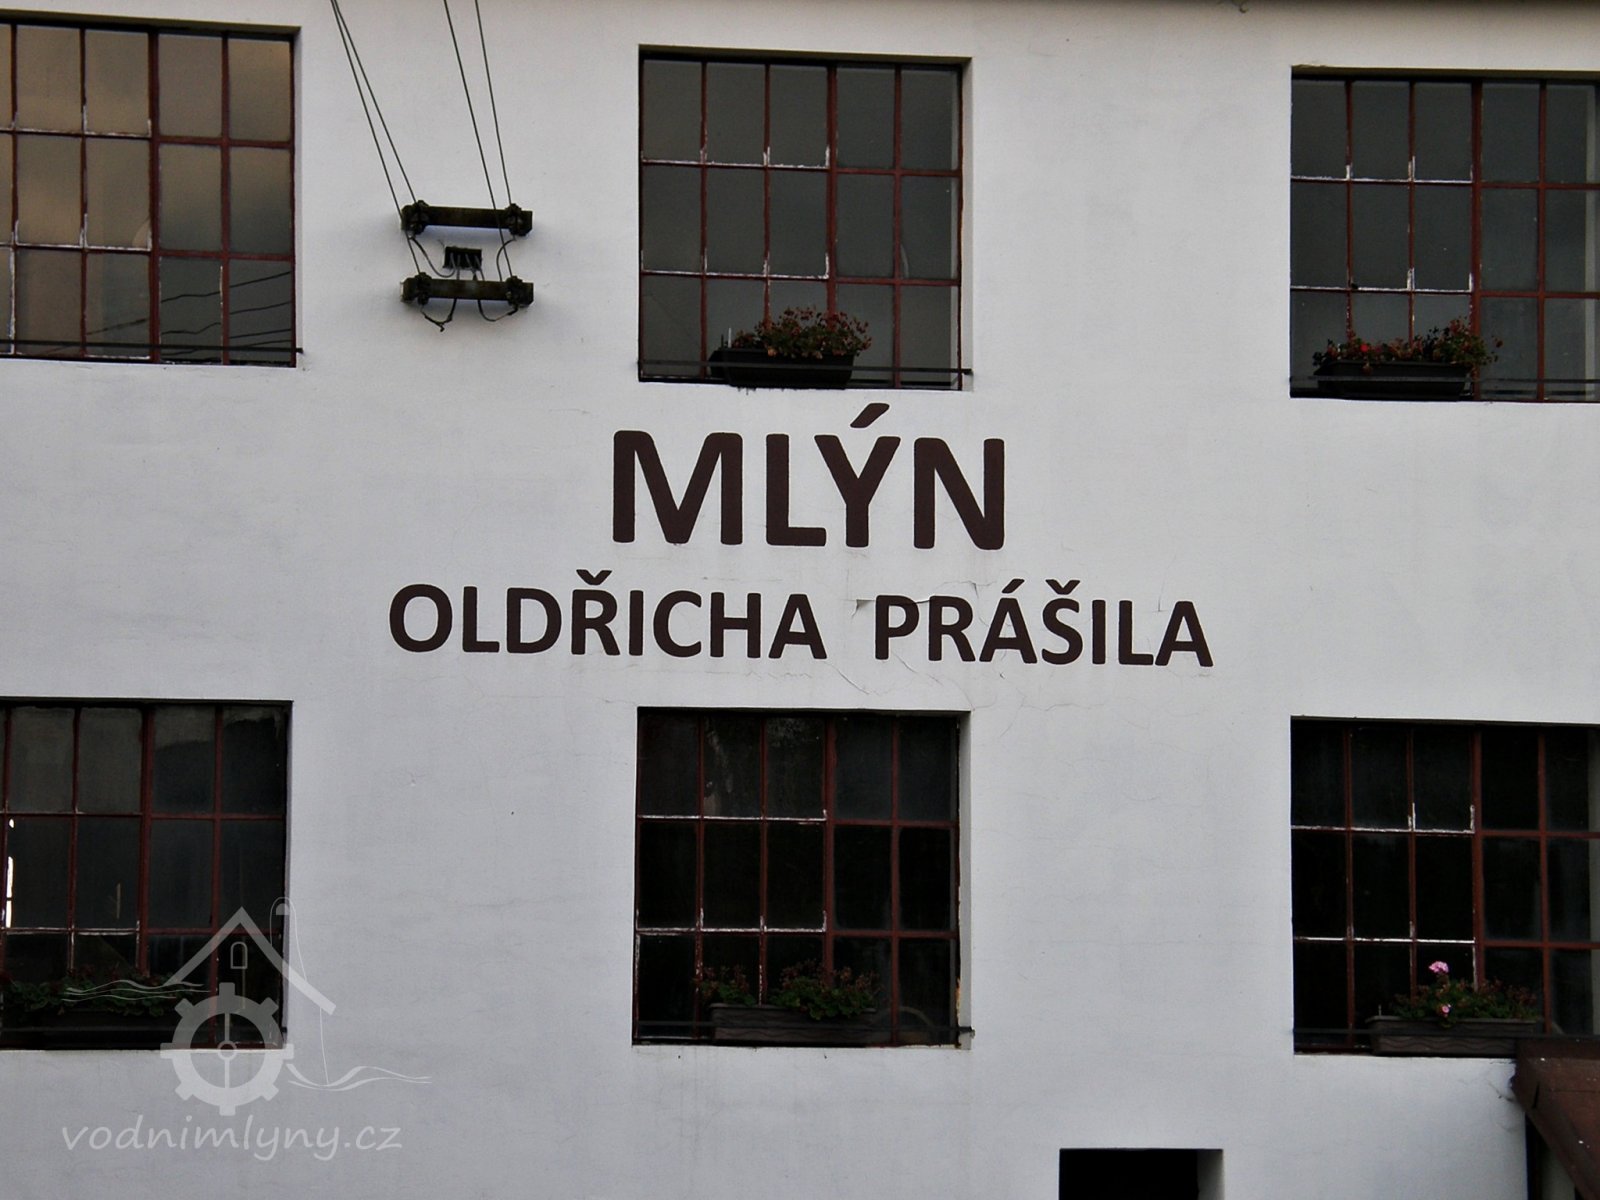 MLÝN
OLDŘICHA PRÁŠILA
vodnimlyny.cz